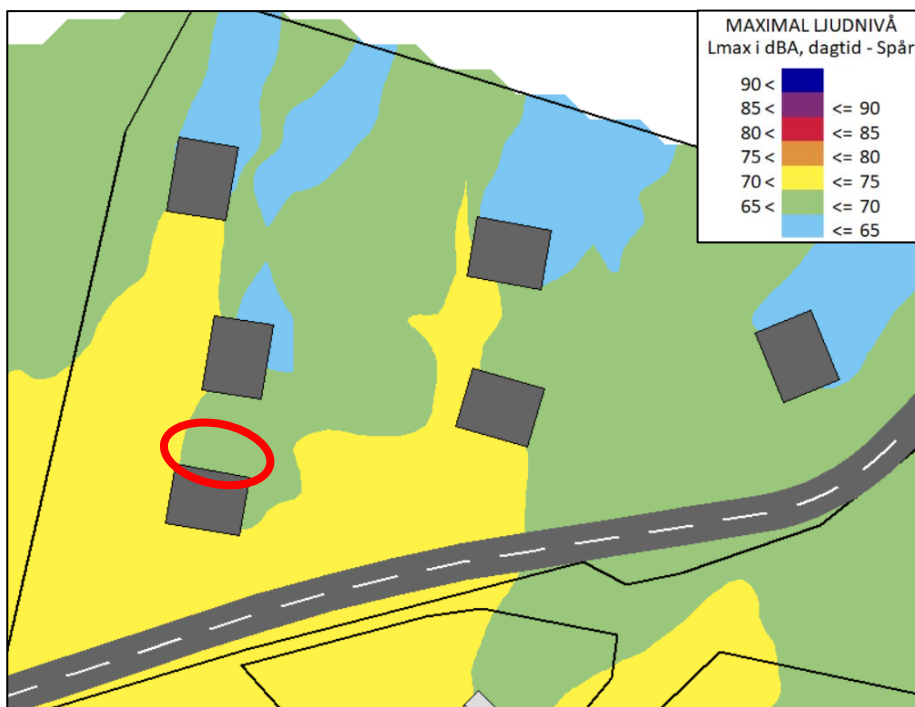 MAXIMAL LJUDNIVÅ
Lmax i dBA, dagtid - Spår
90 <
85 < <= 90
80 < <= 85
75 < <= 80
70 < <= 75
65 < <= 70
<= 65